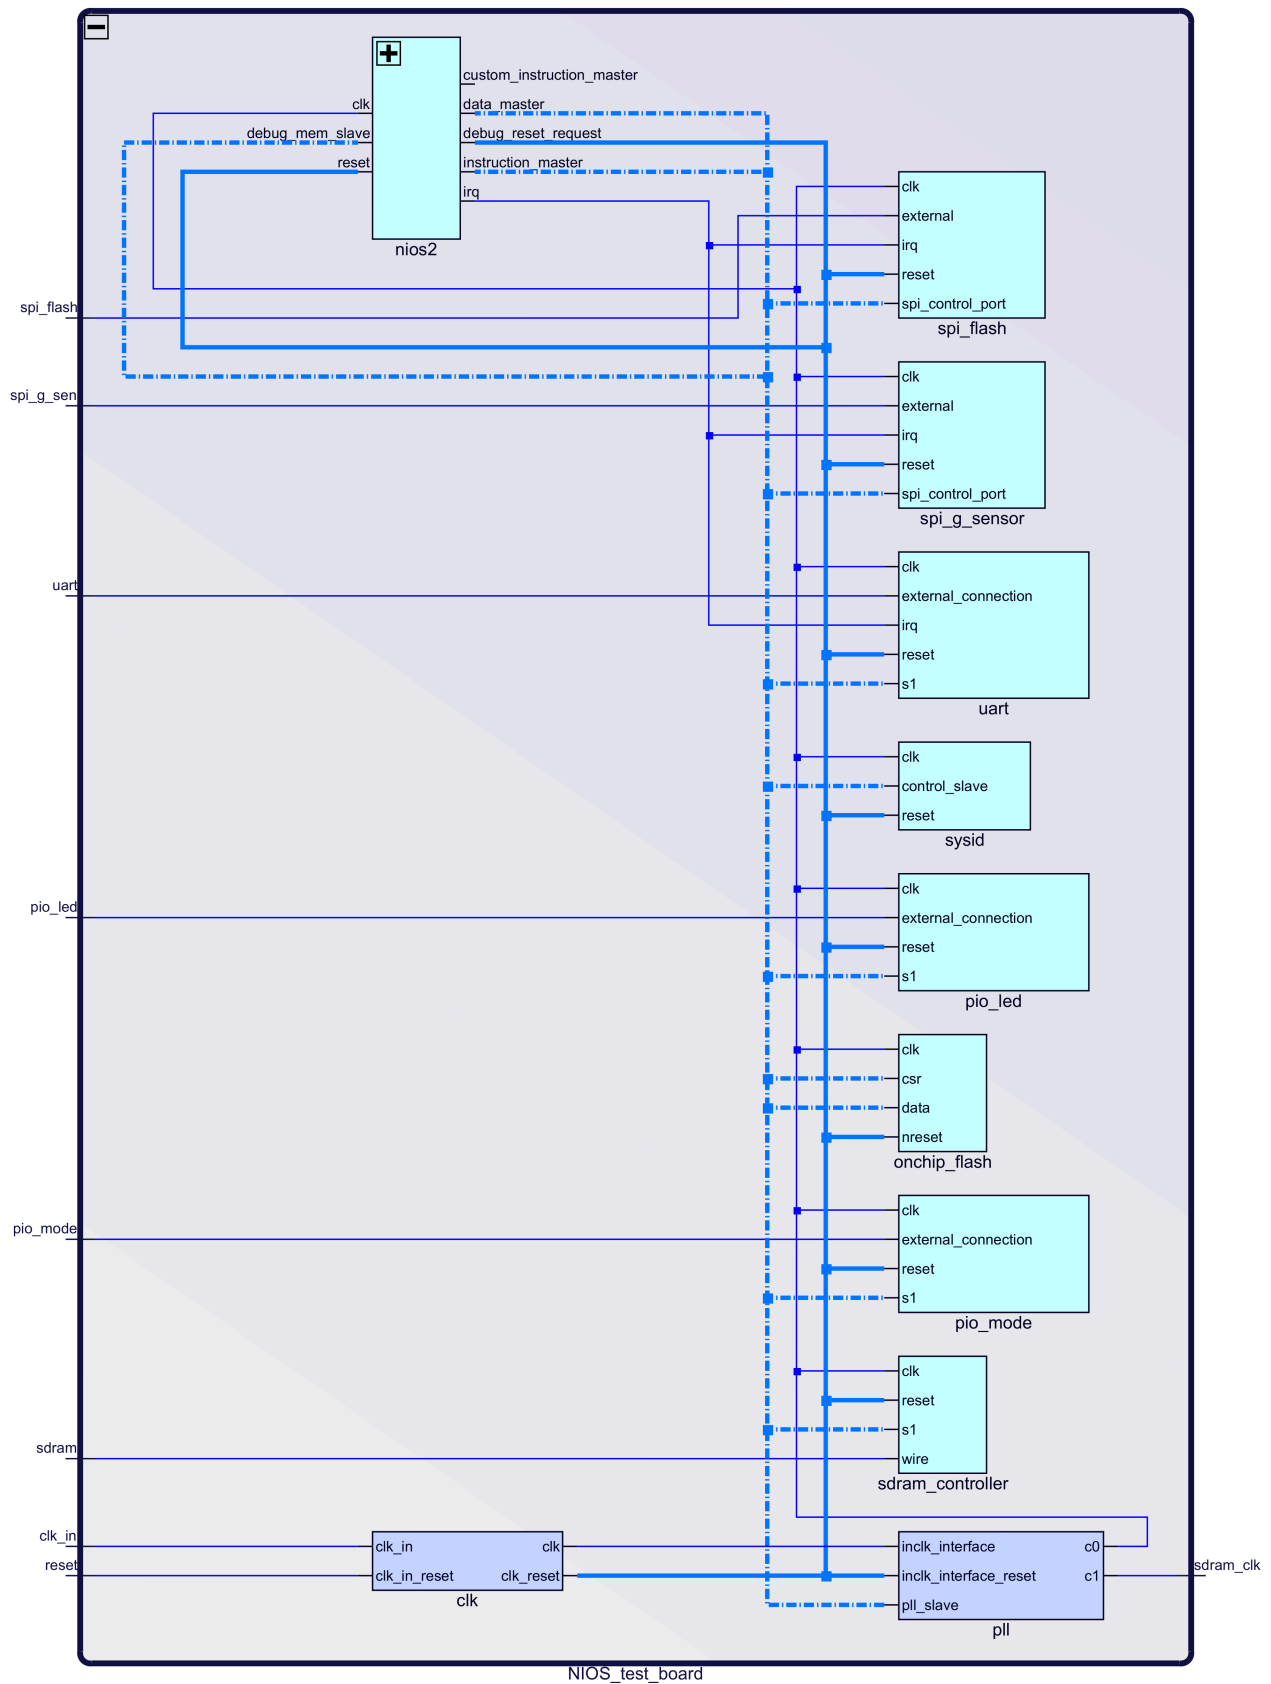 custom_instruction_master
clk
data_master
debug_mem_slave
debug_reset_request
reset
instruction_master
irq
nios2
clk
external
irq
reset
spi_control_port
spi_flash
spi_flash
clk
spi_g_sen
external
irq
reset
spi_control_port
spi_g_sensor
clk
uart
external_connection
irq
reset
s1
uart
clk
control_slave
reset
sysid
clk
pio_led
external_connection
reset
s1
pio_led
clk
csr
data
nreset
onchip_flash
clk
pio_mode
external_connection
reset
s1
pio_mode
clk
reset
s1
sdram
wire
sdram_controller
clk_in
clk_in
clk
inclk_interface
c0
reset
clk_in_reset
clk_reset
inclk_interface_reset
c1
sdram_clk
clk
pll_slave
pll
NIOS_test_board